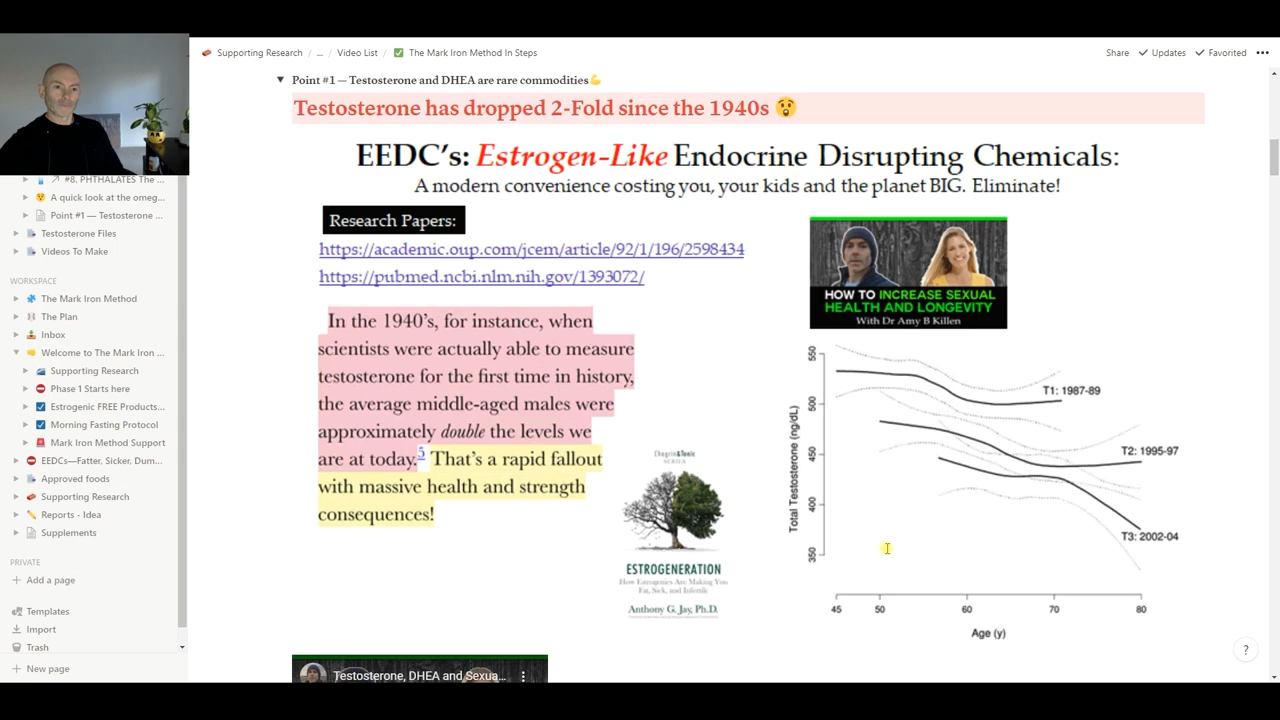 Supporting Research / ... / Video List / ✅ The Mark Iron Method In Steps
Share ✓ Updates ✓ Favorited •••
#8. PHTHALATES The ...
A quick look at the omeg...
Point #1 — Testosterone ...
Testosterone Files
Videos To Make
WORKSPACE
The Mark Iron Method
The Plan
Inbox
Welcome to The Mark Iron ...
Supporting Research
Phase 1 Starts here
Estrogenic FREE Products...
Morning Fasting Protocol
Mark Iron Method Support
EEDCs—Fatter, Sicker, Dum...
Approved foods
Supporting Research
Reports - Idea
Supplements
PRIVATE
+ Add a page
Templates
Import
Trash
+ New page
Point #1 — Testosterone and DHEA are rare commodities💪
Testosterone has dropped 2-Fold since the 1940s 😲
EEDC's: Estrogen-Like Endocrine Disrupting Chemicals:
A modern convenience costing you, your kids and the planet BIG. Eliminate!
Research Papers:
https://academic.oup.com/jcem/article/92/1/196/2598434
https://pubmed.ncbi.nlm.nih.gov/1393072/
In the 1940's, for instance, when
scientists were actually able to measure
testosterone for the first time in history,
the average middle-aged males were
approximately double the levels we
are at today.5 That's a rapid fallout
with massive health and strength
consequences!
ESTROGENERATION
How Estrogenics Are Making You
Fat, Sick, and Infertile
Anthony G. Jay, Ph.D.
HOW TO INCREASE SEXUAL
HEALTH AND LONGEVITY
With Dr Amy B Killen
Total Testosterone (ng/dL)
550
500
450
400
350
T1: 1987-89
T2: 1995-97
T3: 2002-04
45 50 60 70 80
Age (y)
Testosterone, DHEA and Sexua...
?